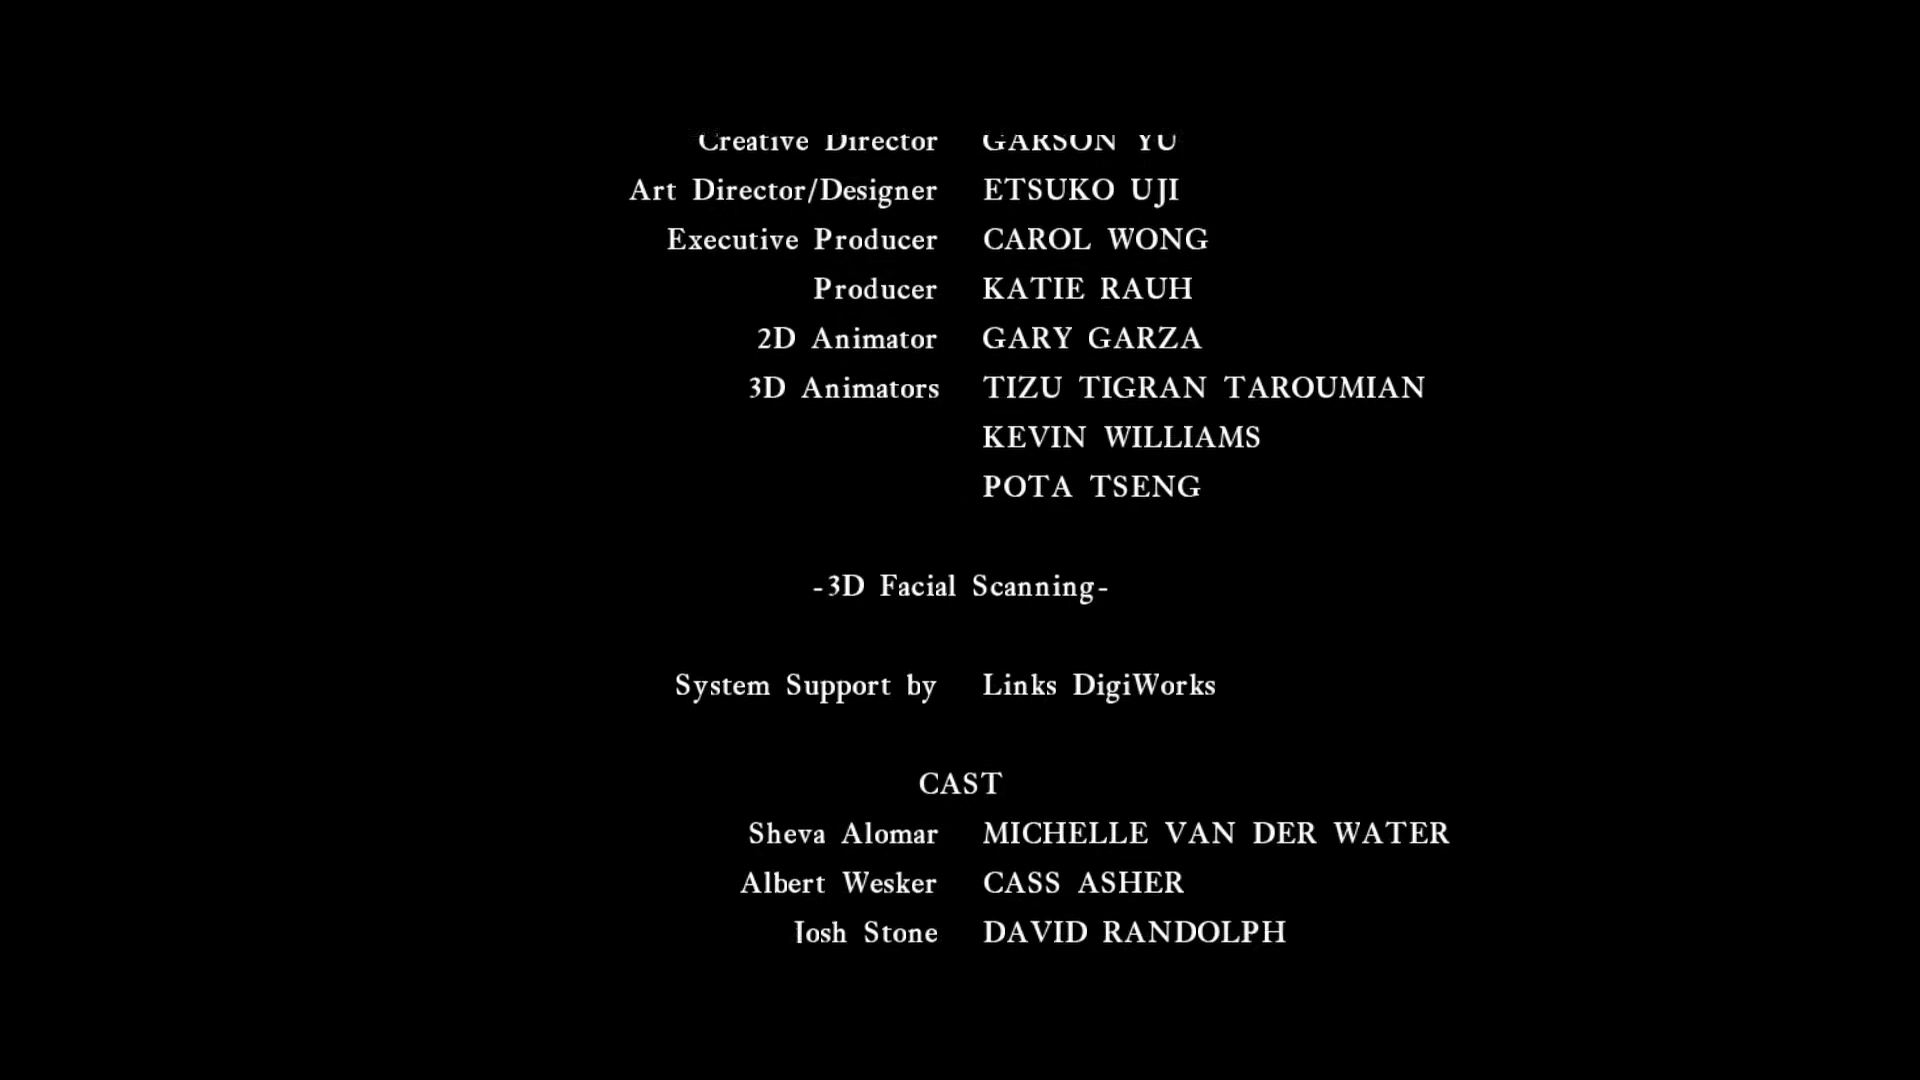 Creative Director GARSON YU
Art Director/Designer ETSUKO UJI
Executive Producer CAROL WONG
Producer KATIE RAUH
2D Animator GARY GARZA
3D Animators TIZU TIGRAN TAROUMIAN
KEVIN WILLIAMS
POTA TSENG
-3D Facial Scanning-
System Support by Links DigiWorks
CAST
Sheva Alomar MICHELLE VAN DER WATER
Albert Wesker CASS ASHER
Josh Stone DAVID RANDOLPH